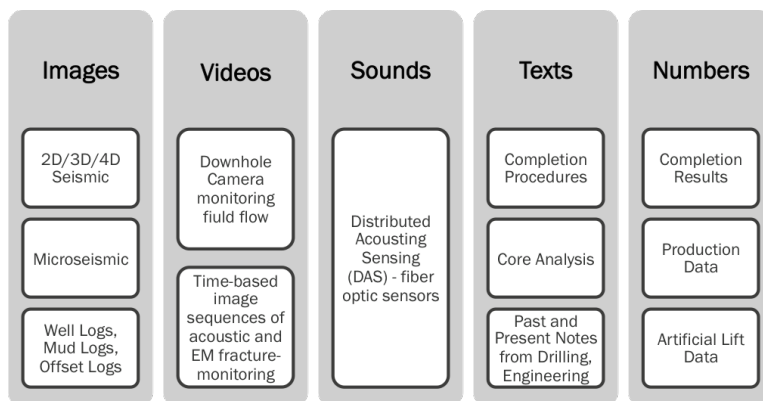 Images
2D/3D/4D
Seismic
Microseismic
Well Logs,
Mud Logs,
Offset Logs
Videos
Downhole
Camera
monitoring
fiuld flow
Time-based
image
sequences of
acoustic and
EM fracture-
monitoring
Sounds
Distributed
Acousting
Sensing
(DAS) - fiber
optic sensors
Texts
Completion
Procedures
Core Analysis
Past and
Present Notes
from Drilling,
Engineering
Numbers
Completion
Results
Production
Data
Artificial Lift
Data